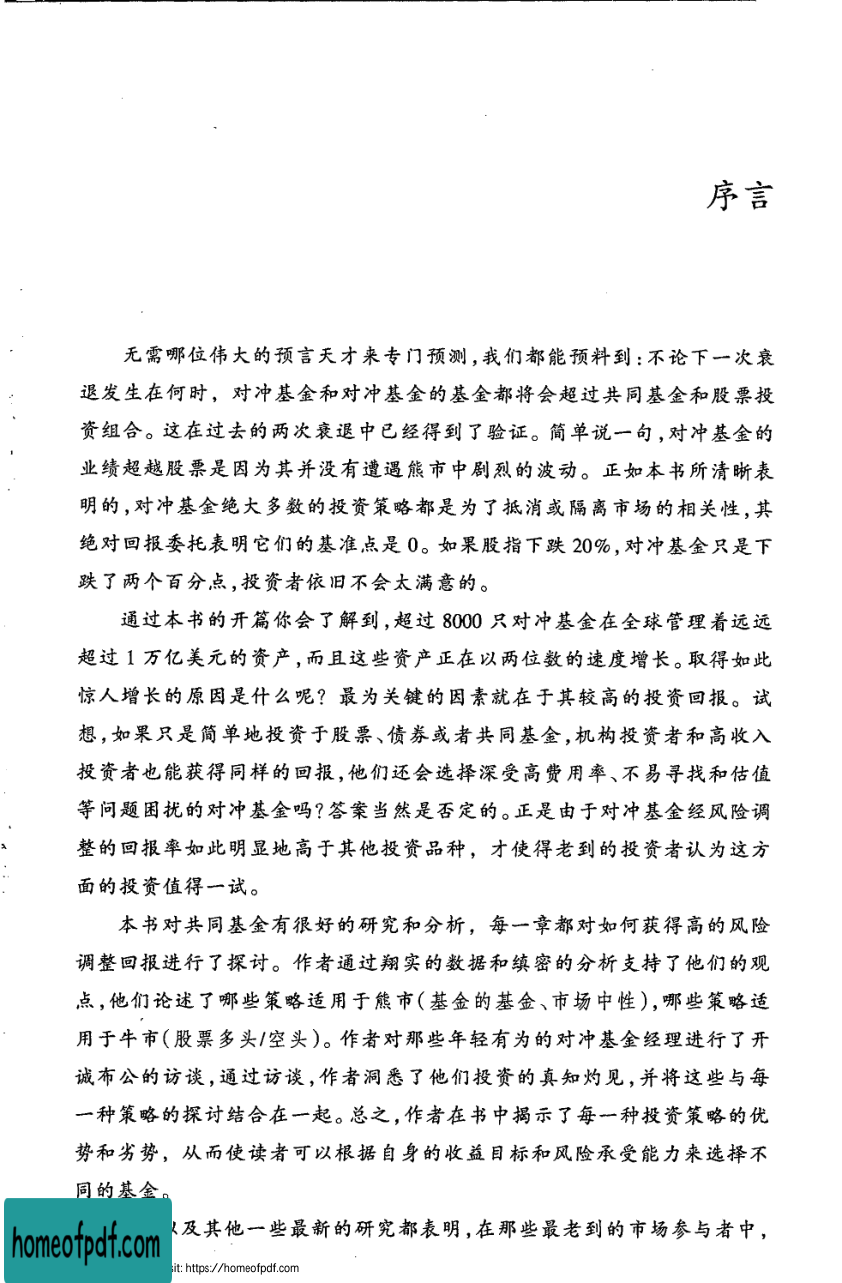 序言
无需哪位伟大的预言天才来专门预测,我们都能预料到:不论下一次衰
退发生在何时，对冲基金和对冲基金的基金都将会超过共同基金和股票投
资组合。这在过去的两次衰退中已经得到了验证。简单说一句,对冲基金的
业绩超越股票是因为其并没有遭遇熊市中剧烈的波动。正如本书所清晰表
明的,对冲基金绝大多数的投资策略都是为了抵消或隔离市场的相关性,其
绝对回报委托表明它们的基准点是 0。如果股指下跌 20%,对冲基金只是下
跌了两个百分点,投资者依旧不会太满意的。
通过本书的开篇你会了解到,超过 8000 只对冲基金在全球管理着远远
超过 1 万亿美元的资产,而且这些资产正在以两位数的速度增长。取得如此
惊人增长的原因是什么呢？最为关键的因素就在于其较高的投资回报。试
想,如果只是简单地投资于股票、债券或者共同基金,机构投资者和高收入
投资者也能获得同样的回报,他们还会选择深受高费用率、不易寻找和估值
等问题困扰的对冲基金吗?答案当然是否定的。正是由于对冲基金经风险调
整的回报率如此明显地高于其他投资品种，才使得老到的投资者认为这方
面的投资值得一试。
本书对共同基金有很好的研究和分析，每一章都对如何获得高的风险
调整回报进行了探讨。作者通过翔实的数据和缜密的分析支持了他们的观
点,他们论述了哪些策略适用于熊市(基金的基金、市场中性),哪些策略适
用于牛市(股票多头/空头)。作者对那些年轻有为的对冲基金经理进行了开
诚布公的访谈,通过访谈,作者洞悉了他们投资的真知灼见,并将这些与每
一种策略的探讨结合在一起。总之,作者在书中揭示了每一种投资策略的优
势和劣势，从而使读者可以根据自身的收益目标和风险承受能力来选择不
同的基金。
以及其他一些最新的研究都表明,在那些最老到的市场参与者中,
homeofpdf.com
sit: https://homeofpdf.com